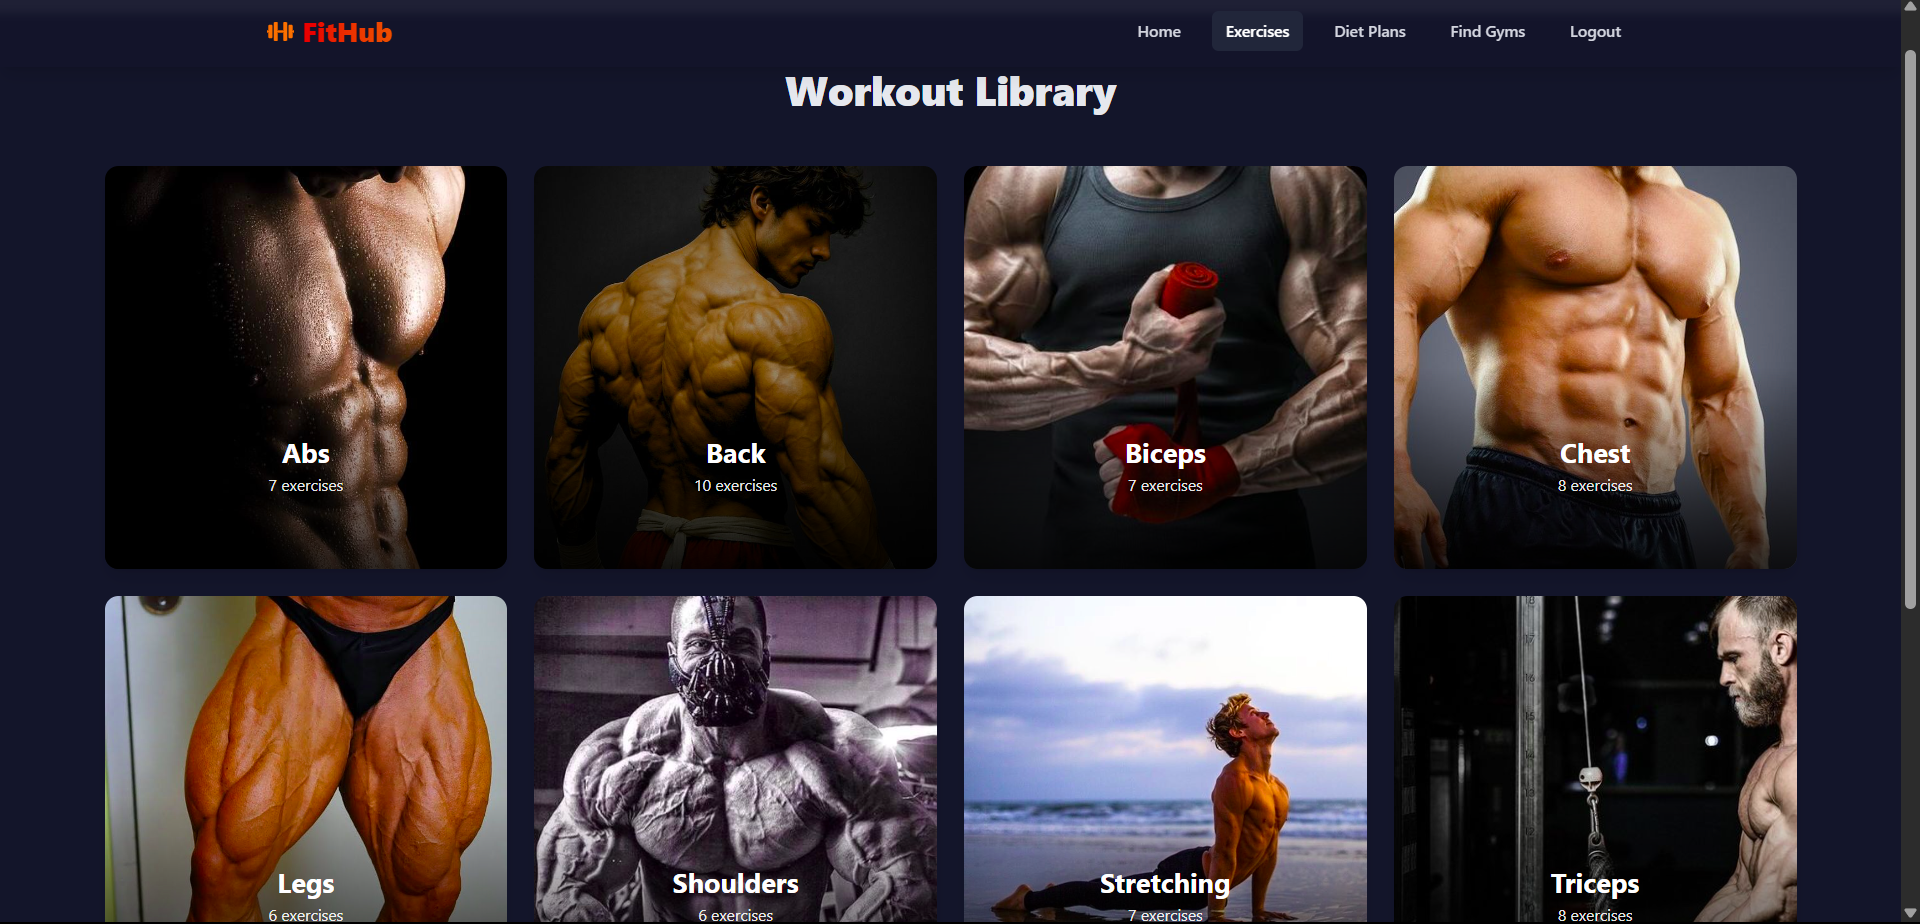 FitHub
Home
Exercises
Diet Plans
Find Gyms
Logout
Workout Library
Abs
7 exercises
Back
10 exercises
Biceps
7 exercises
Chest
8 exercises
Legs
6 exercises
Shoulders
6 exercises
Stretching
7 exercises
Triceps
8 exercises